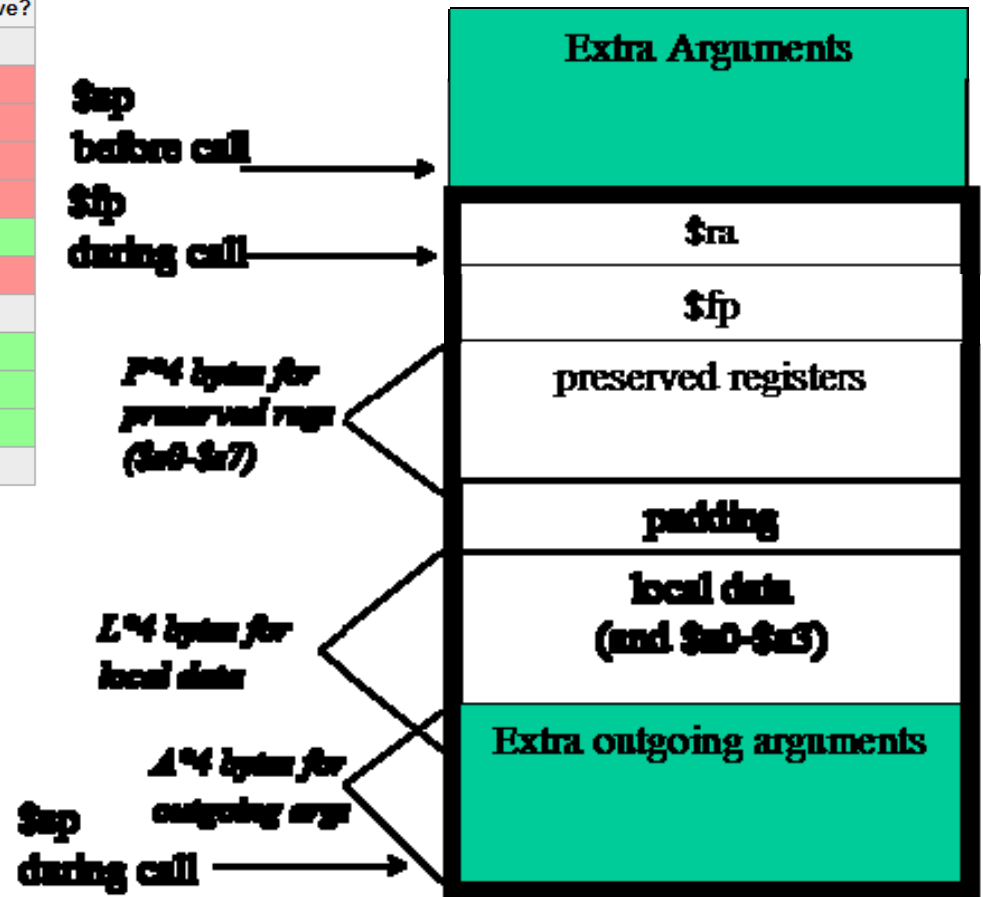 ve?
Extra Arguments
$sp
before call
$fp
during call
$ra
$fp
P*4 bytes for
preserved regs
($s0-$s7)
preserved registers
padding
L*4 bytes for
local data
local data
(and $a0-$a3)
A*4 bytes for
outgoing args
Extra outgoing arguments
$sp
during call